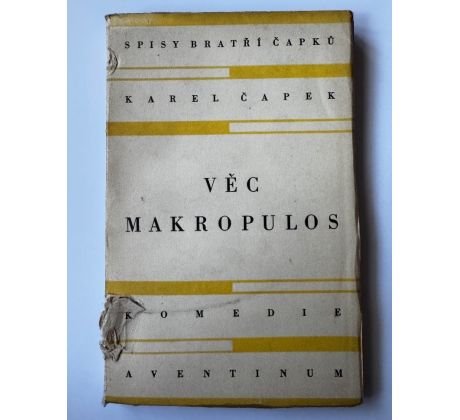 SPISY BRATŘÍ ČAPKŮ
KAREL ČAPEK
VĚC
MAKROPULOS
KOMEDIE
AVENTINUM